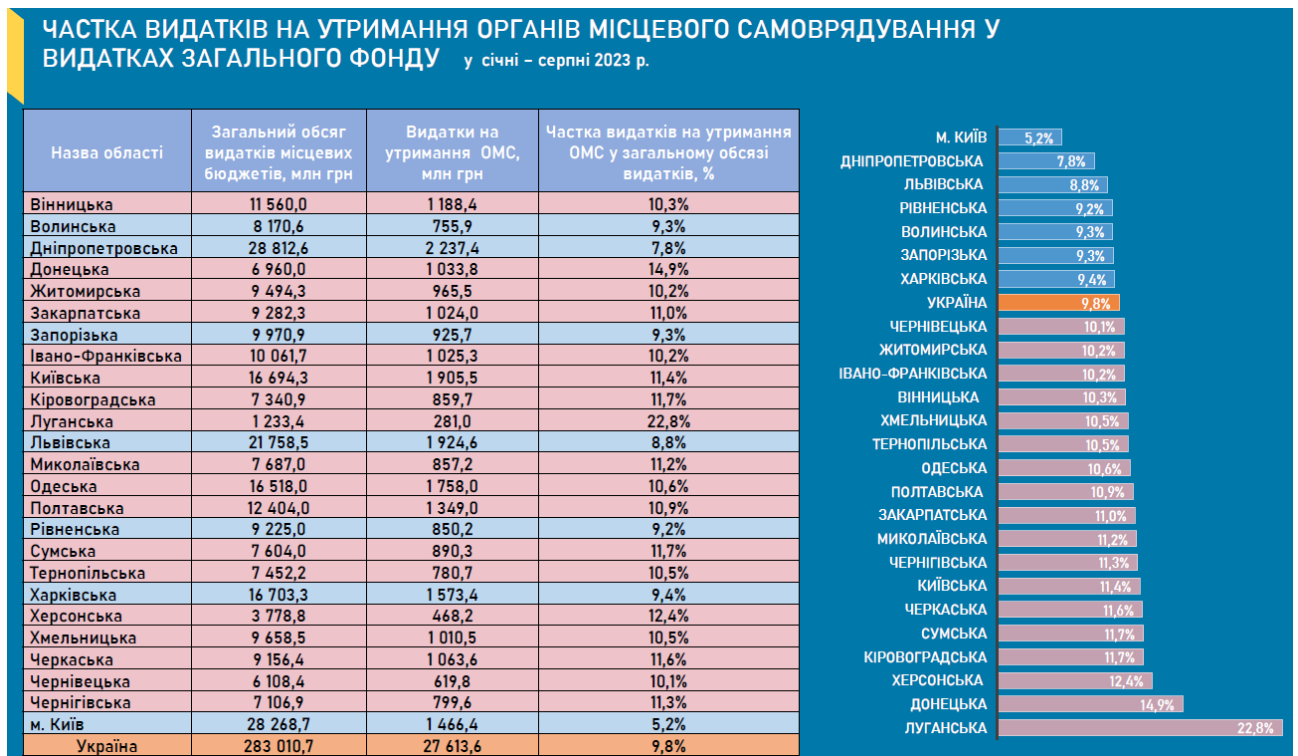 ЧАСТКА ВИДАТКІВ НА УТРИМАННЯ ОРГАНІВ МІСЦЕВОГО САМОВРЯДУВАННЯ У
ВИДАТКАХ ЗАГАЛЬНОГО ФОНДУ у січні – серпні 2023 р.
Назва області
Загальний обсяг
видатків місцевих
бюджетів, млн грн
Видатки на
утримання ОМС,
млн грн
Частка видатків на утримання
ОМС у загальному обсязі
видатків, %
Вінницька 11 560,0 1 188,4 10,3%
Волинська 8 170,6 755,9 9,3%
Дніпропетровська 28 812,6 2 237,4 7,8%
Донецька 6 960,0 1 033,8 14,9%
Житомирська 9 494,3 965,5 10,2%
Закарпатська 9 282,3 1 024,0 11,0%
Запорізька 9 970,9 925,7 9,3%
Івано-Франківська 10 061,7 1 025,3 10,2%
Київська 16 694,3 1 905,5 11,4%
Кіровоградська 7 340,9 859,7 11,7%
Луганська 1 233,4 281,0 22,8%
Львівська 21 758,5 1 924,6 8,8%
Миколаївська 7 687,0 857,2 11,2%
Одеська 16 518,0 1 758,0 10,6%
Полтавська 12 404,0 1 349,0 10,9%
Рівненська 9 225,0 850,2 9,2%
Сумська 7 604,0 890,3 11,7%
Тернопільська 7 452,2 780,7 10,5%
Харківська 16 703,3 1 573,4 9,4%
Херсонська 3 778,8 468,2 12,4%
Хмельницька 9 658,5 1 010,5 10,5%
Черкаська 9 156,4 1 063,6 11,6%
Чернівецька 6 108,4 619,8 10,1%
Чернігівська 7 106,9 799,6 11,3%
м. Київ 28 268,7 1 466,4 5,2%
Україна 283 010,7 27 613,6 9,8%
М. КИЇВ 5,2%
ДНІПРОПЕТРОВСЬКА 7,8%
ЛЬВІВСЬКА 8,8%
РІВНЕНСЬКА 9,2%
ВОЛИНСЬКА 9,3%
ЗАПОРІЗЬКА 9,3%
ХАРКІВСЬКА 9,4%
УКРАЇНА 9,8%
ЧЕРНІВЕЦЬКА 10,1%
ЖИТОМИРСЬКА 10,2%
ІВАНО-ФРАНКІВСЬКА 10,2%
ВІННИЦЬКА 10,3%
ХМЕЛЬНИЦЬКА 10,5%
ТЕРНОПІЛЬСЬКА 10,5%
ОДЕСЬКА 10,6%
ПОЛТАВСЬКА 10,9%
ЗАКАРПАТСЬКА 11,0%
МИКОЛАЇВСЬКА 11,2%
ЧЕРНІГІВСЬКА 11,3%
КИЇВСЬКА 11,4%
ЧЕРКАСЬКА 11,6%
СУМСЬКА 11,7%
КІРОВОГРАДСЬКА 11,7%
ХЕРСОНСЬКА 12,4%
ДОНЕЦЬКА 14,9%
ЛУГАНСЬКА 22,8%